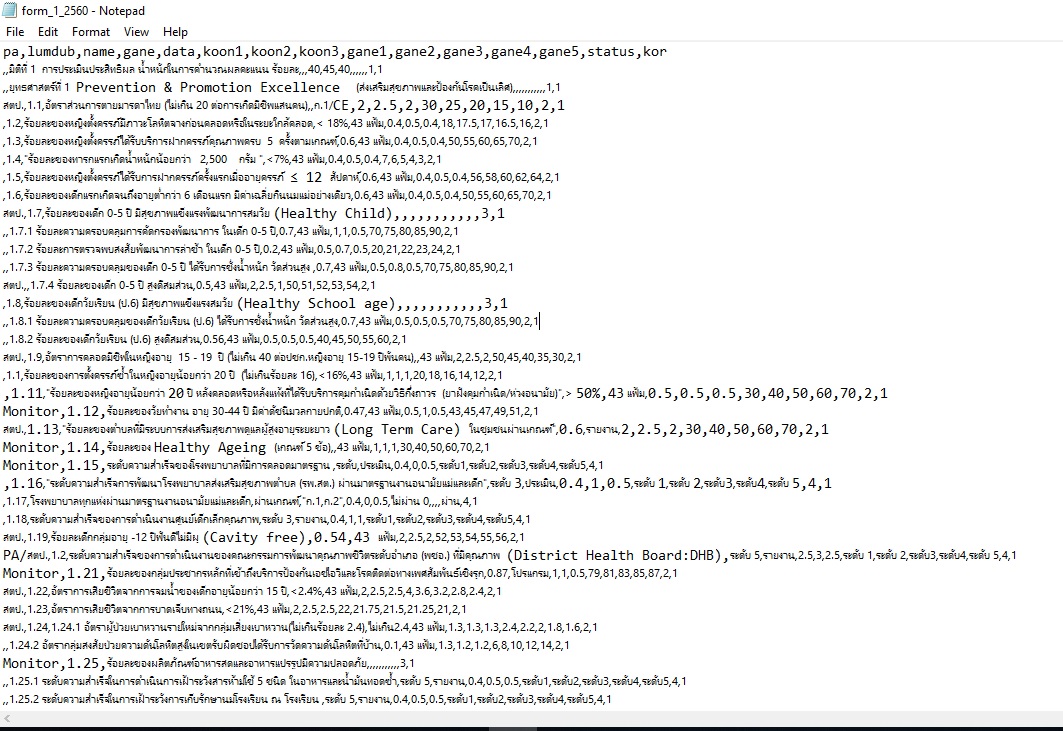 form_1_2560 - Notepad
File Edit Format View Help
pa,lumdub,name,gane,data,koon1,koon2,koon3,gane1,gane2,gane3,gane4,gane5,status,kor
,,มิติที่ 1 การประเมินประสิทธิผล น้ำหนักในการคำนวณผลคะแนน ร้อยละ,,,40,45,40,,,,,,1,1
,,ยุทธศาสตร์ที่ 1 Prevention & Promotion Excellence (ส่งเสริมสุขภาพและป้องกันโรคเป็นเลิศ),,,,,,,,,,,1,1
สตป.,1.1,อัตราส่วนการตายมารดาไทย (ไม่เกิน 20 ต่อการเกิดมีชีพแสนคน),,ก.1/CE,2,2.5,2,30,25,20,15,10,2,1
,1.2,ร้อยละของหญิงตั้งครรภ์มีภาวะโลหิตจางก่อนคลอดหรือในระยะใกล้คลอด,< 18%,43 แฟ้ม,0.4,0.5,0.4,18,17.5,17,16.5,16,2,1
,1.3,ร้อยละของหญิงตั้งครรภ์ได้รับบริการฝากครรภ์คุณภาพครบ 5 ครั้งตามเกณฑ์,0.6,43 แฟ้ม,0.4,0.5,0.4,50,55,60,65,70,2,1
,1.4,"ร้อยละของทารกแรกเกิดน้ำหนักน้อยกว่า 2,500 กรัม ",<7%,43 แฟ้ม,0.4,0.5,0.4,7,6,5,4,3,2,1
,1.5,ร้อยละของหญิงตั้งครรภ์ได้รับการฝากครรภ์ครั้งแรกเมื่ออายุครรภ์ ≤ 12 สัปดาห์,0.6,43 แฟ้ม,0.4,0.5,0.4,56,58,60,62,64,2,1
,1.6,ร้อยละของเด็กแรกเกิดจนถึงอายุต่ำกว่า 6 เดือนแรก มีค่าเฉลี่ยกินนมแม่อย่างเดียว,0.6,43 แฟ้ม,0.4,0.5,0.4,50,55,60,65,70,2,1
สตป.,1.7,ร้อยละของเด็ก 0-5 ปี มีสุขภาพแข็งแรงพัฒนาการสมวัย (Healthy Child),,,,,,,,,,,3,1
,,1.7.1 ร้อยละความครอบคลุมการคัดกรองพัฒนาการ ในเด็ก 0-5 ปี,0.7,43 แฟ้ม,1,1,0.5,70,75,80,85,90,2,1
,,1.7.2 ร้อยละการตรวจพบสงสัยพัฒนาการล่าช้า ในเด็ก 0-5 ปี,0.2,43 แฟ้ม,0.5,0.7,0.5,20,21,22,23,24,2,1
,,1.7.3 ร้อยละความครอบคลุมของเด็ก 0-5 ปี ได้รับการชั่งน้ำหนัก วัดส่วนสูง ,0.7,43 แฟ้ม,0.5,0.8,0.5,70,75,80,85,90,2,1
สตป.,,1.7.4 ร้อยละของเด็ก 0-5 ปี สูงดีสมส่วน,0.5,43 แฟ้ม,2,2.5,1,50,51,52,53,54,2,1
,1.8,ร้อยละของเด็กวัยเรียน (ป.6) มีสุขภาพแข็งแรงสมวัย (Healthy School age),,,,,,,,,,,3,1
,,1.8.1 ร้อยละความครอบคลุมของเด็กวัยเรียน (ป.6) ได้รับการชั่งน้ำหนัก วัดส่วนสูง,0.7,43 แฟ้ม,0.5,0.5,0.5,70,75,80,85,90,2,1
,,1.8.2 ร้อยละของเด็กวัยเรียน (ป.6) สูงดีสมส่วน,0.56,43 แฟ้ม,0.5,0.5,0.5,40,45,50,55,60,2,1
สตป.,1.9,อัตราการคลอดมีชีพในหญิงอายุ 15 - 19 ปี (ไม่เกิน 40 ต่อปชก.หญิงอายุ 15-19 ปีพันคน),,43 แฟ้ม,2,2.5,2,50,45,40,35,30,2,1
,1.1,ร้อยละของการตั้งครรภ์ซ้ำในหญิงอายุน้อยกว่า 20 ปี (ไม่เกินร้อยละ 16),<16%,43 แฟ้ม,1,1,1,20,18,16,14,12,2,1
,1.11,"ร้อยละของหญิงอายุน้อยกว่า 20 ปี หลังคลอดหรือหลังแท้งที่ได้รับบริการคุมกำเนิดด้วยวิธีกึ่งถาวร (ยาฝังคุมกำเนิด/ห่วงอนามัย)",> 50%,43 แฟ้ม,0.5,0.5,0.5,30,40,50,60,70,2,1
Monitor,1.12,ร้อยละของวัยทำงาน อายุ 30-44 ปี มีค่าดัชนีมวลกายปกติ,0.47,43 แฟ้ม,0.5,1,0.5,43,45,47,49,51,2,1
สตป.,1.13,"ร้อยละของตำบลที่มีระบบการส่งเสริมสุขภาพดูแลผู้สูงอายุระยะยาว (Long Term Care) ในชุมชนผ่านเกณฑ์",0.6,รายงาน,2,2.5,2,30,40,50,60,70,2,1
Monitor,1.14,ร้อยละของ Healthy Ageing (เกณฑ์ 5 ข้อ),,43 แฟ้ม,1,1,1,30,40,50,60,70,2,1
Monitor,1.15,ระดับความสำเร็จของโรงพยาบาลที่มีการคลอดมาตรฐาน ,ระดับ,ประเมิน,0.4,0,0.5,ระดับ1,ระดับ2,ระดับ3,ระดับ4,ระดับ5,4,1
,1.16,"ระดับความสำเร็จการพัฒนาโรงพยาบาลส่งเสริมสุขภาพตำบล (รพ.สต.) ผ่านมาตรฐานงานอนามัยแม่และเด็ก",ระดับ 3,ประเมิน,0.4,1,0.5,ระดับ 1,ระดับ 2,ระดับ3,ระดับ4,ระดับ 5,4,1
,1.17,โรงพยาบาลทุกแห่งผ่านมาตรฐานงานอนามัยแม่และเด็ก,ผ่านเกณฑ์,"ก.1,ก.2",0.4,0,0.5,ไม่ผ่าน 0,,,,ผ่าน,4,1
,1.18,ระดับความสำเร็จของการดำเนินงานศูนย์เด็กเล็กคุณภาพ,ระดับ 3,รายงาน,0.4,1,1,ระดับ1,ระดับ2,ระดับ3,ระดับ4,ระดับ5,4,1
สตป.,1.19,ร้อยละเด็กกลุ่มอายุ -12 ปีฟันดีไม่มีผุ (Cavity free),0.54,43 แฟ้ม,2,2.5,2,52,53,54,55,56,2,1
PA/สตป.,1.2,ระดับความสำเร็จของการดำเนินงานของคณะกรรมการพัฒนาคุณภาพชีวิตระดับอำเภอ (พชอ.) ที่มีคุณภาพ (District Health Board:DHB),ระดับ 5,รายงาน,2.5,3,2.5,ระดับ 1,ระดับ 2,ระดับ3,ระดับ4,ระดับ 5,4,1
Monitor,1.21,ร้อยละของกลุ่มประชากรหลักที่เข้าถึงบริการป้องกันเอชไอวีและโรคติดต่อทางเพศสัมพันธ์เชิงรุก,0.87,โปรแกรม,1,1,0.5,79,81,83,85,87,2,1
สตป.,1.22,อัตราการเสียชีวิตจากการจมน้ำของเด็กอายุน้อยกว่า 15 ปี,<2.4%,43 แฟ้ม,2,2.5,2.5,4,3.6,3.2,2.8,2.4,2,1
สตป.,1.23,อัตราการเสียชีวิตจากการบาดเจ็บทางถนน,<21%,43 แฟ้ม,2,2.5,2.5,22,21.75,21.5,21.25,21,2,1
สตป.,1.24,1.24.1 อัตราผู้ป่วยเบาหวานรายใหม่จากกลุ่มเสี่ยงเบาหวาน(ไม่เกินร้อยละ 2.4),ไม่เกิน2.4,43 แฟ้ม,1.3,1.3,1.3,2.4,2.2,2,1.8,1.6,2,1
,,1.24.2 อัตรากลุ่มสงสัยป่วยความดันโลหิตสูงในเขตรับผิดชอบได้รับการวัดความดันโลหิตที่บ้าน,0.1,43 แฟ้ม,1.3,1.2,1.2,6,8,10,12,14,2,1
Monitor,1.25,ร้อยละของผลิตภัณฑ์อาหารสดและอาหารแปรรูปมีความปลอดภัย,,,,,,,,,,,3,1
,,1.25.1 ระดับความสำเร็จในการดำเนินการเฝ้าระวังสารห้ามใช้ 5 ชนิด ในอาหารและน้ำมันทอดซ้ำ,ระดับ 5,รายงาน,0.4,0.5,0.5,ระดับ1,ระดับ2,ระดับ3,ระดับ4,ระดับ5,4,1
,,1.25.2 ระดับความสำเร็จในการเฝ้าระวังการเก็บรักษานมโรงเรียน ณ โรงเรียน ,ระดับ 5,รายงาน,0.4,0.5,0.5,ระดับ1,ระดับ2,ระดับ3,ระดับ4,ระดับ5,4,1